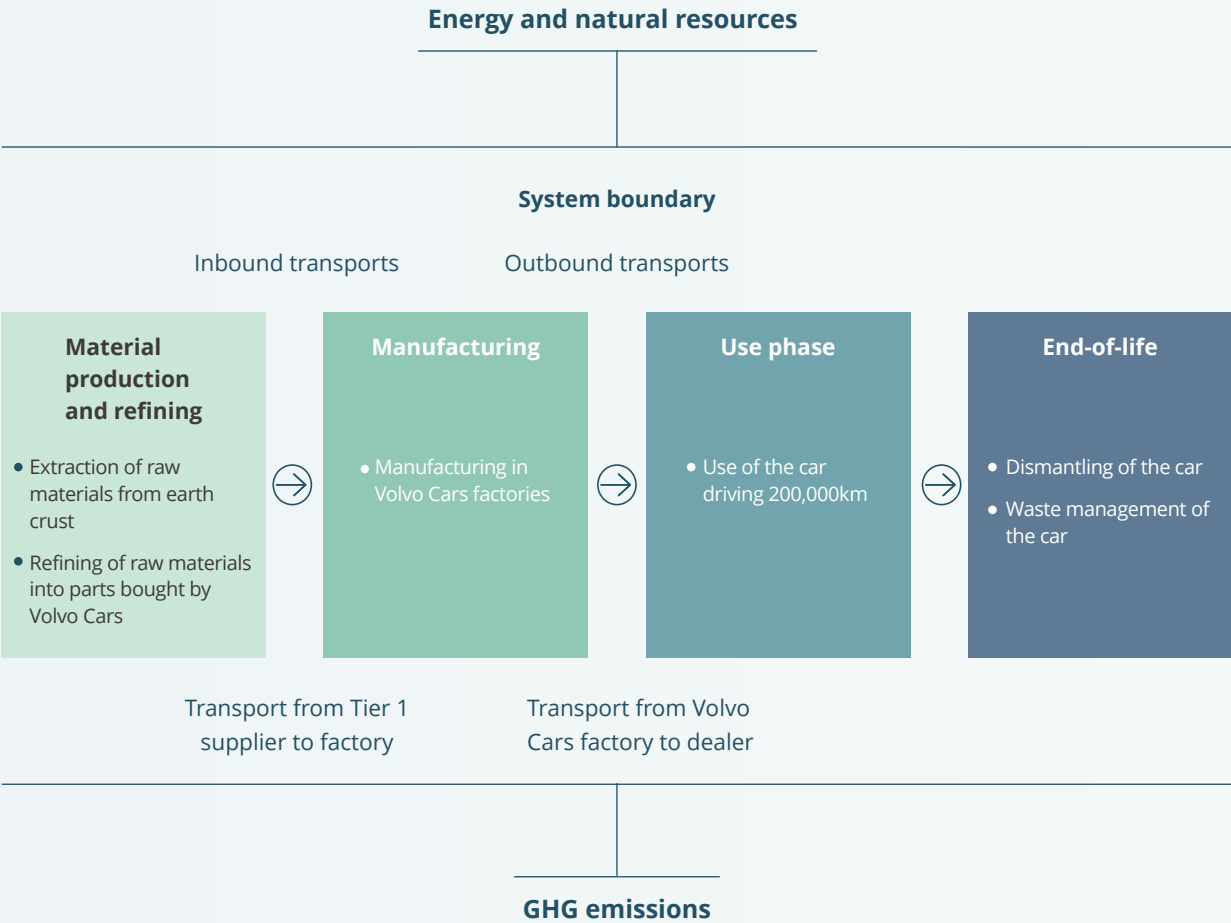 Energy and natural resources
System boundary
Inbound transports
Outbound transports
Material
production
and refining
• Extraction of raw
materials from earth
crust
• Refining of raw materials
into parts bought by
Volvo Cars
Manufacturing
• Manufacturing in
Volvo Cars factories
Use phase
• Use of the car
driving 200,000km
End-of-life
• Dismantling of the car
• Waste management of
the car
Transport from Tier 1
supplier to factory
Transport from Volvo
Cars factory to dealer
GHG emissions